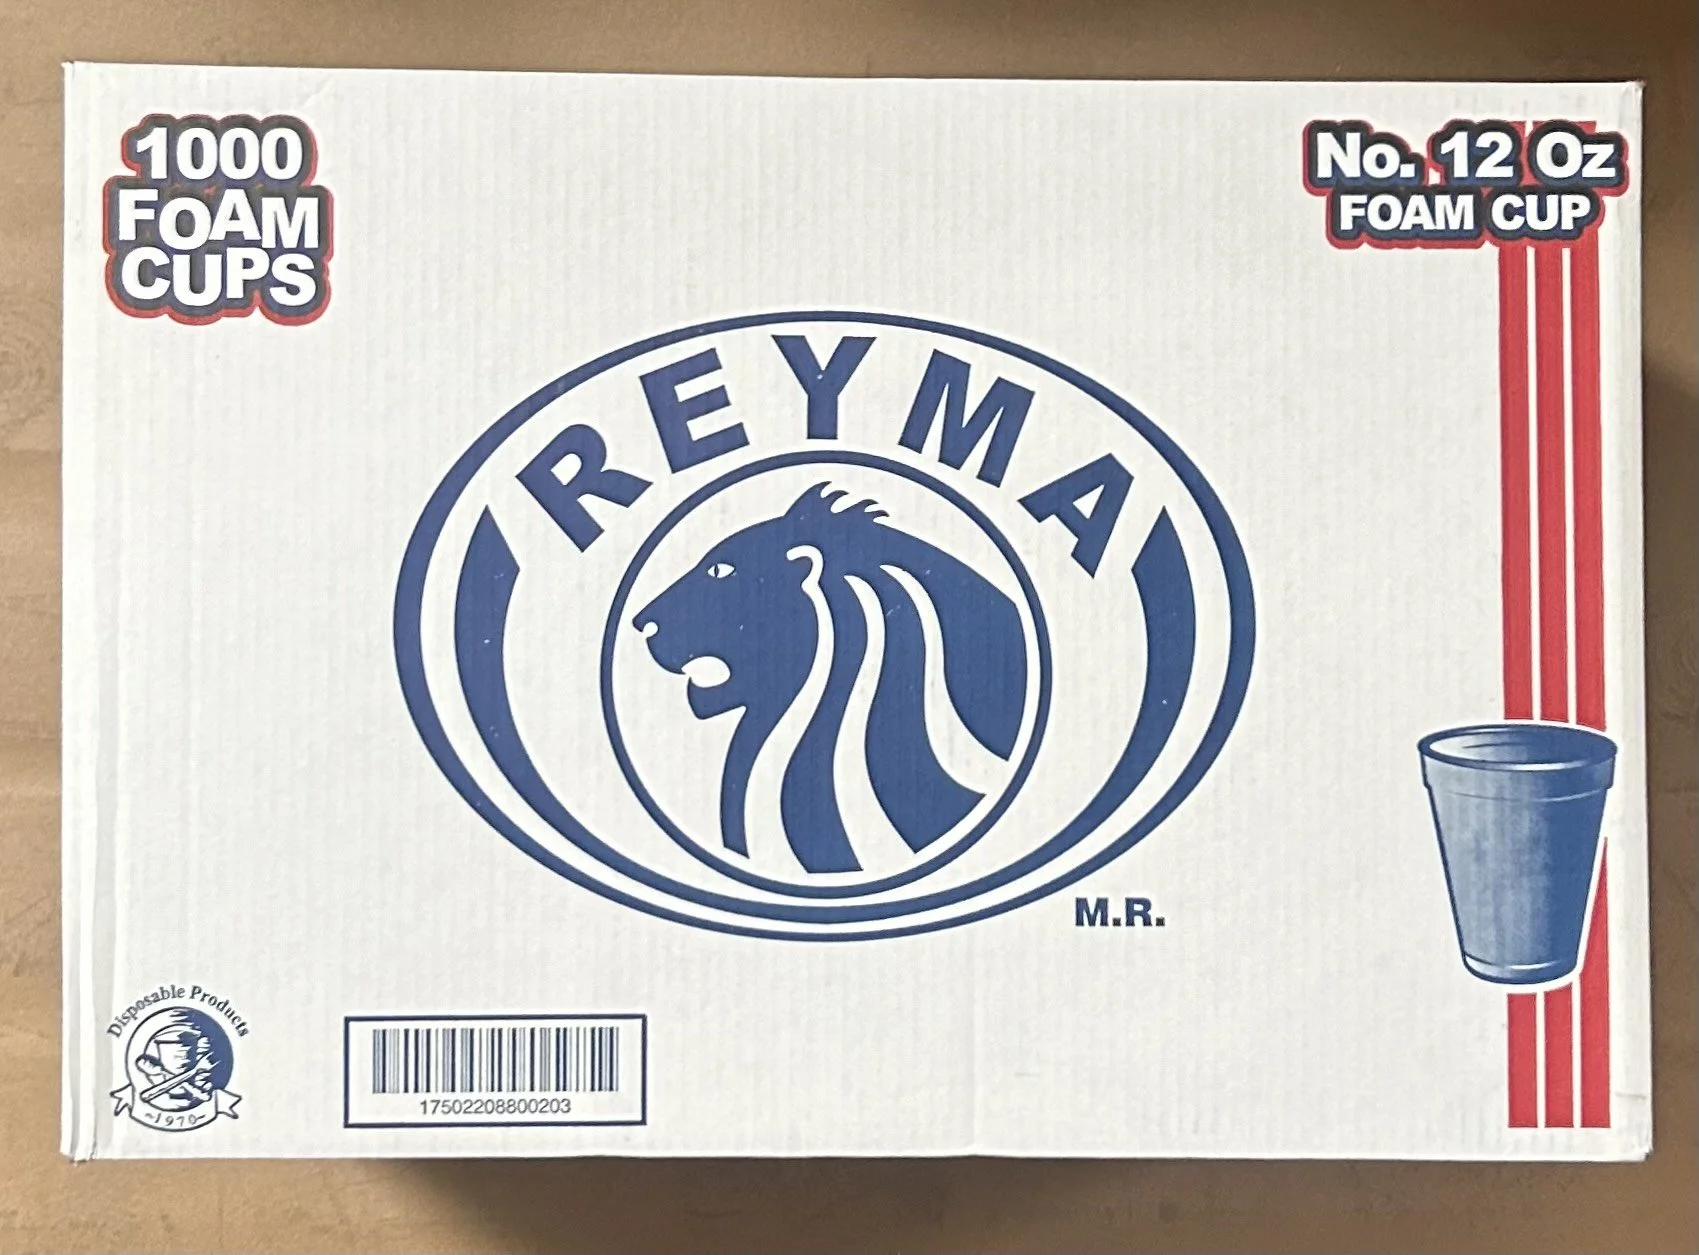 1000
FOAM
CUPS
No. 12 Oz
FOAM CUP
REYMA
M.R.
Disposable Products
~1970~
17502208800203